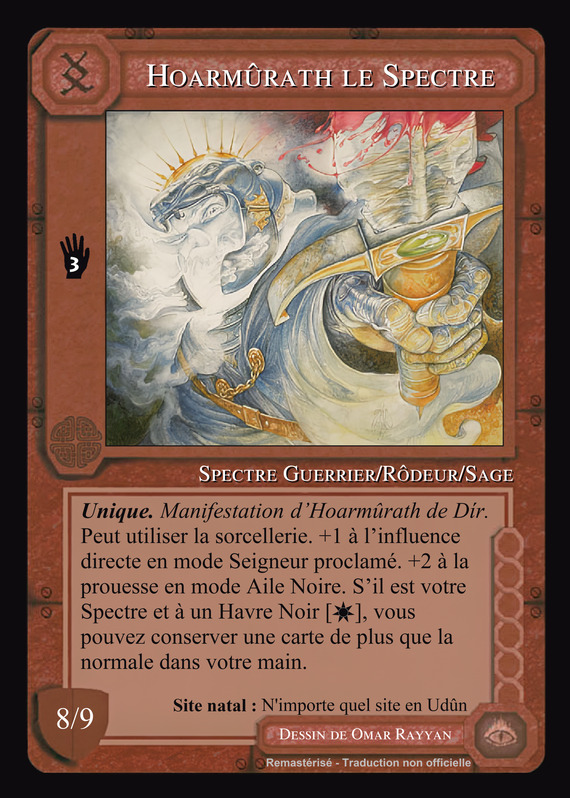 Hoarmûrath le Spectre
3
Spectre Guerrier/Rôdeur/Sage
Unique. Manifestation d’Hoarmûrath de Dír.
Peut utiliser la sorcellerie. +1 à l’influence
directe en mode Seigneur proclamé. +2 à la
prouesse en mode Aile Noire. S’il est votre
Spectre et à un Havre Noir [☀], vous
pouvez conserver une carte de plus que la
normale dans votre main.
Site natal : N'importe quel site en Udûn
8/9
Dessin de Omar Rayyan
Remastérisé - Traduction non officielle